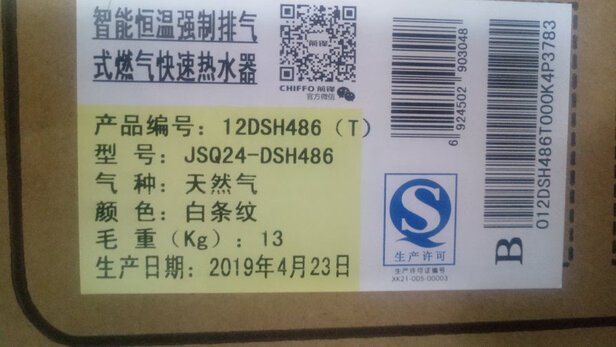 智能恒温强制排气
式燃气快速热水器
CHIFFO 前锋
官方微信
产品编号：12DSH486（T）
型 号：JSQ24-DSH486
气 种：天然气
颜 色：白条纹
毛 重（Kg）：13
生产日期：2019年4月23日
6 924502 903048
QS
生产许可
生产许可证编号
XK21-005-00003
B
012DSH486T000K4P3783